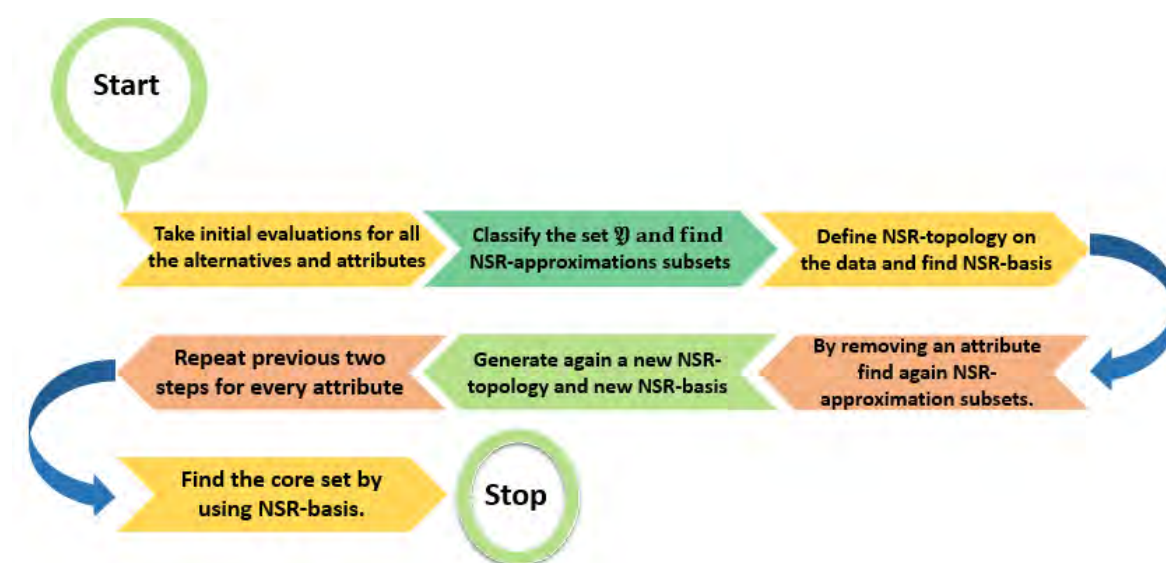 Start
Take initial evaluations for all
the alternatives and attributes
Classify the set 𝔜 and find
NSR-approximations subsets
Define NSR-topology on
the data and find NSR-basis
By removing an attribute
find again NSR-
approximation subsets.
Generate again a new NSR-
topology and new NSR-basis
Repeat previous two
steps for every attribute
Find the core set by
using NSR-basis.
Stop